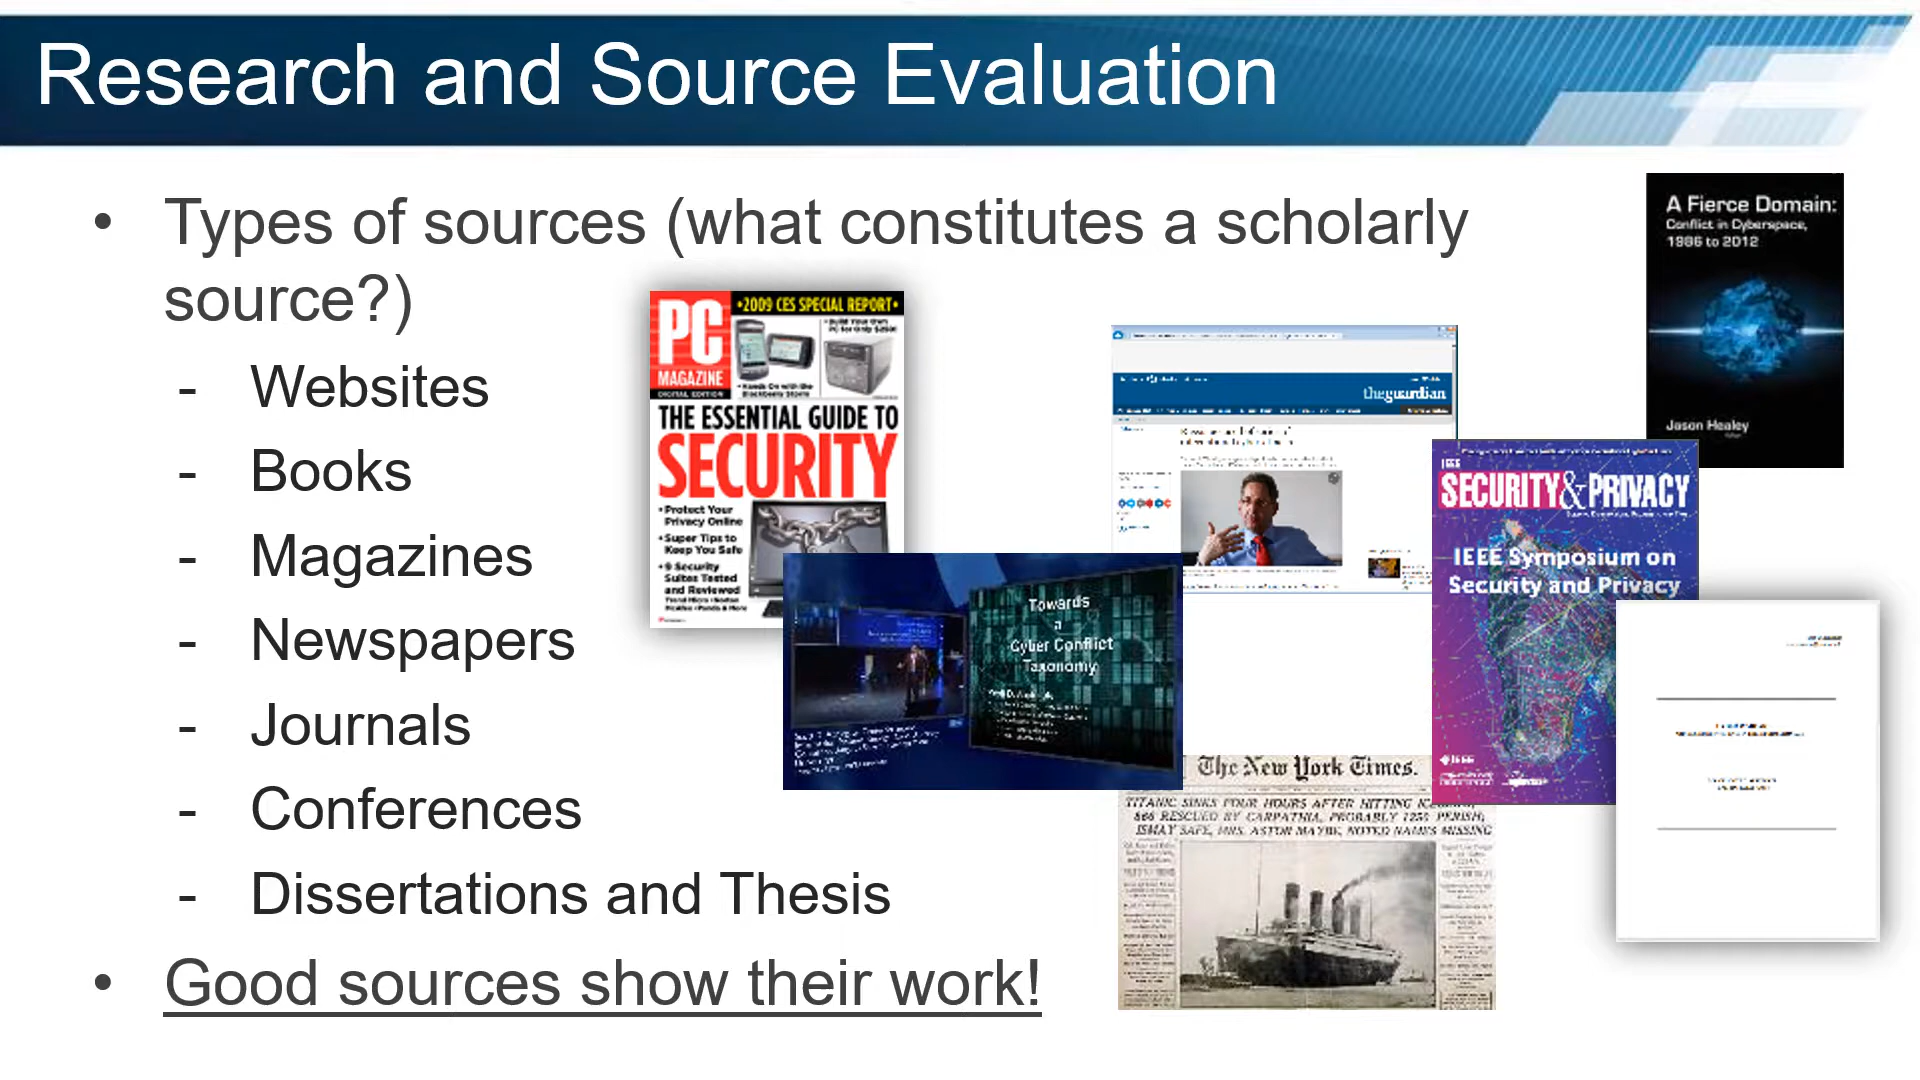 Research and Source Evaluation
• Types of sources (what constitutes a scholarly
source?)
- Websites
- Books
- Magazines
- Newspapers
- Journals
- Conferences
- Dissertations and Thesis
• Good sources show their work!
PC
MAGAZINE
DIGITAL EDITION
•2009 CES SPECIAL REPORT•
THE ESSENTIAL GUIDE TO
SECURITY
•Protect Your
Privacy Online
•Super Tips to
Keep You Safe
•9 Security
Suites Tested
and Reviewed
Towards
a
Cyber Conflict
Taxonomy
theguardian
A Fierce Domain:
Conflict in Cyberspace,
1986 to 2012
Jason Healey
IEEE
SECURITY&PRIVACY
IEEE Symposium on
Security and Privacy
IEEE
The New York Times.
TITANIC SINKS FOUR HOURS AFTER HITTING
866 RESCUED BY CARPATHIA, PROBABLY 1250 PERISH;
ISMAY SAFE, MRS. ASTOR MAYBE, NOTED NAMES MISSING